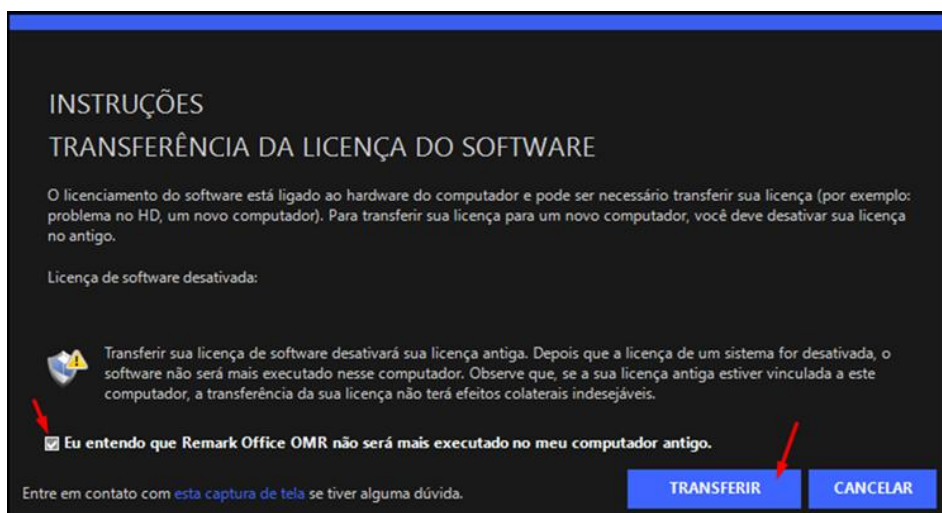 INSTRUÇÕES
TRANSFERÊNCIA DA LICENÇA DO SOFTWARE
O licenciamento do software está ligado ao hardware do computador e pode ser necessário transferir sua licença (por exemplo:
problema no HD, um novo computador). Para transferir sua licença para um novo computador, você deve desativar sua licença
no antigo.
Licença de software desativada:
Transferir sua licença de software desativará sua licença antiga. Depois que a licença de um sistema for desativada, o
software não será mais executado nesse computador. Observe que, se a sua licença antiga estiver vinculada a este
computador, a transferência da sua licença não terá efeitos colaterais indesejáveis.
Eu entendo que Remark Office OMR não será mais executado no meu computador antigo.
Entre em contato com esta captura de tela se tiver alguma dúvida.
TRANSFERIR
CANCELAR